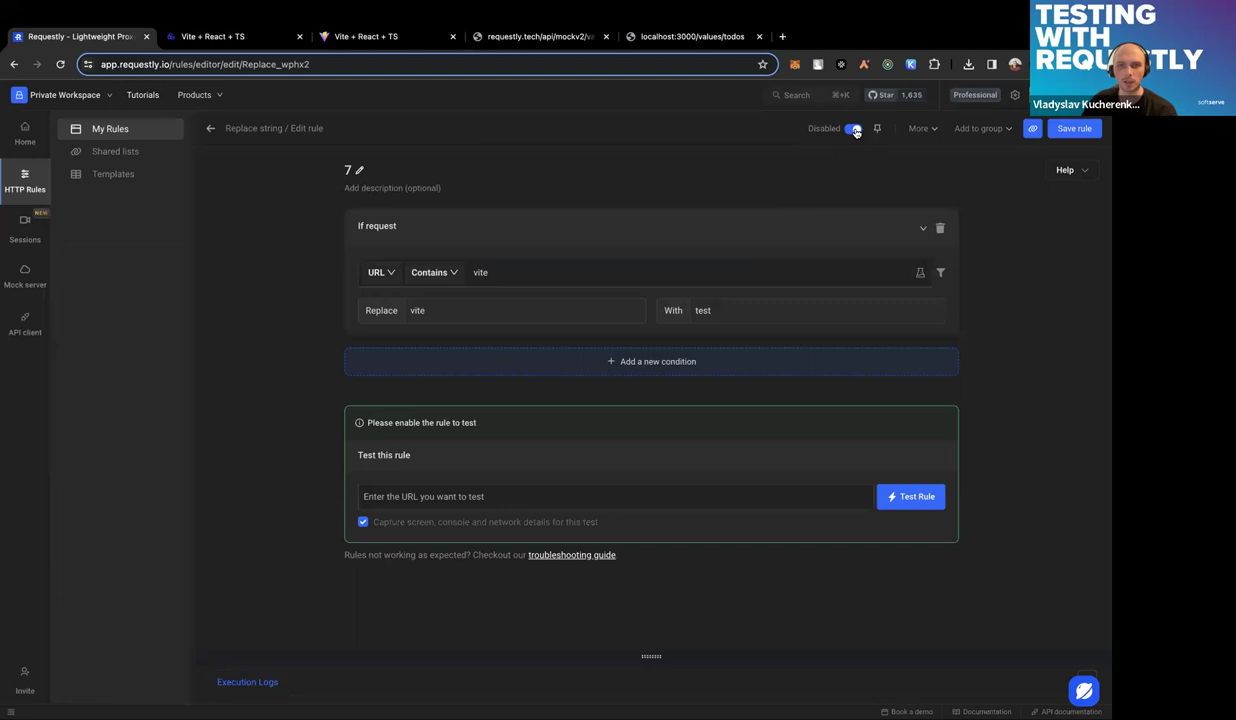 Requestly - Lightweight Proxi
Vite + React + TS
Vite + React + TS
requestly.tech/api/mockv2/va
localhost:3000/values/todos
app.requestly.io/rules/editor/edit/Replace_wphx2
TESTING
WITH
REQUESTLY
Vladyslav Kucherenk...
softserve
Private Workspace
Tutorials
Products
Search
⌘+K
Star
1,635
Professional
Home
HTTP Rules
NEW
Sessions
Mock server
API client
Invite
My Rules
Shared lists
Templates
Replace string / Edit rule
Disabled
More
Add to group
Save rule
7
Add description (optional)
Help
If request
URL
Contains
vite
Replace
vite
With
test
+ Add a new condition
Please enable the rule to test
Test this rule
Enter the URL you want to test
Test Rule
Capture screen, console and network details for this test
Rules not working as expected? Checkout our troubleshooting guide.
Execution Logs
Book a demo
Documentation
API documentation